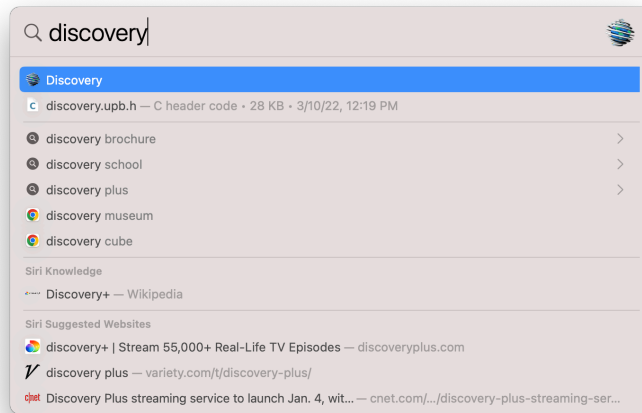 discovery
Discovery
discovery.upb.h — C header code • 28 KB • 3/10/22, 12:19 PM
discovery brochure
discovery school
discovery plus
discovery museum
discovery cube
Siri Knowledge
Discovery+ — Wikipedia
Siri Suggested Websites
discovery+ | Stream 55,000+ Real-Life TV Episodes — discoveryplus.com
V discovery plus — variety.com/t/discovery-plus/
c|net Discovery Plus streaming service to launch Jan. 4, wit... — cnet.com/.../discovery-plus-streaming-ser...